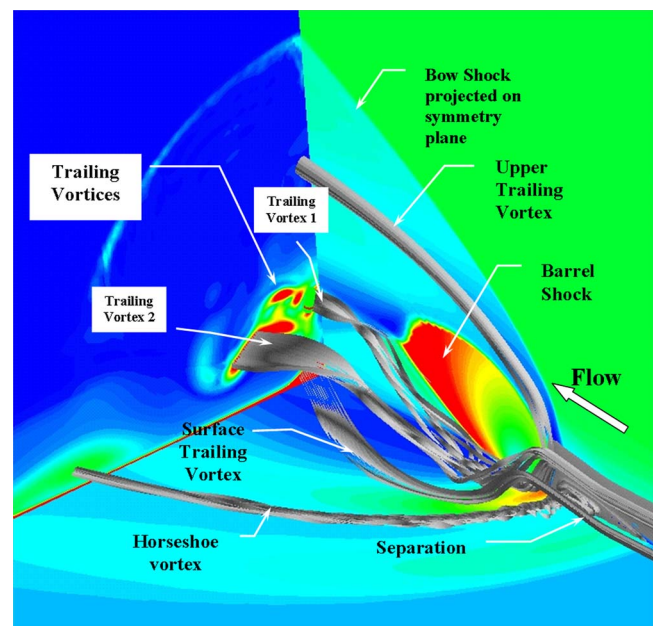 Bow Shock
projected on
symmetry
plane
Trailing
Vortices
Trailing
Vortex 1
Upper
Trailing
Vortex
Barrel
Shock
Trailing
Vortex 2
Flow
Surface
Trailing
Vortex
Horseshoe
vortex
Separation